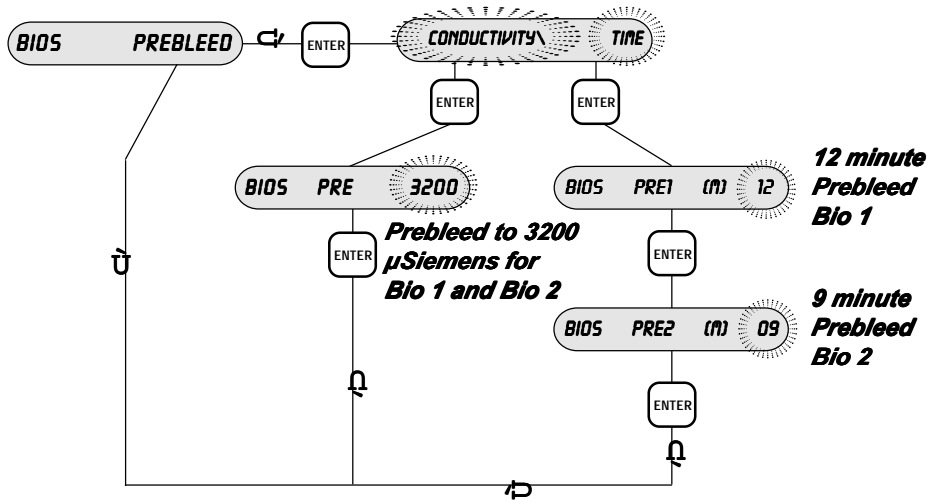 BIOS PREBLEED
ENTER
CONDUCTIVITY\ TIME
ENTER
ENTER
BIOS PRE 3200
BIOS PRE1 (M) 12
12 minute
Prebleed
Bio 1
ENTER
Prebleed to 3200
µSiemens for
Bio 1 and Bio 2
ENTER
BIOS PRE2 (M) 09
9 minute
Prebleed
Bio 2
ENTER